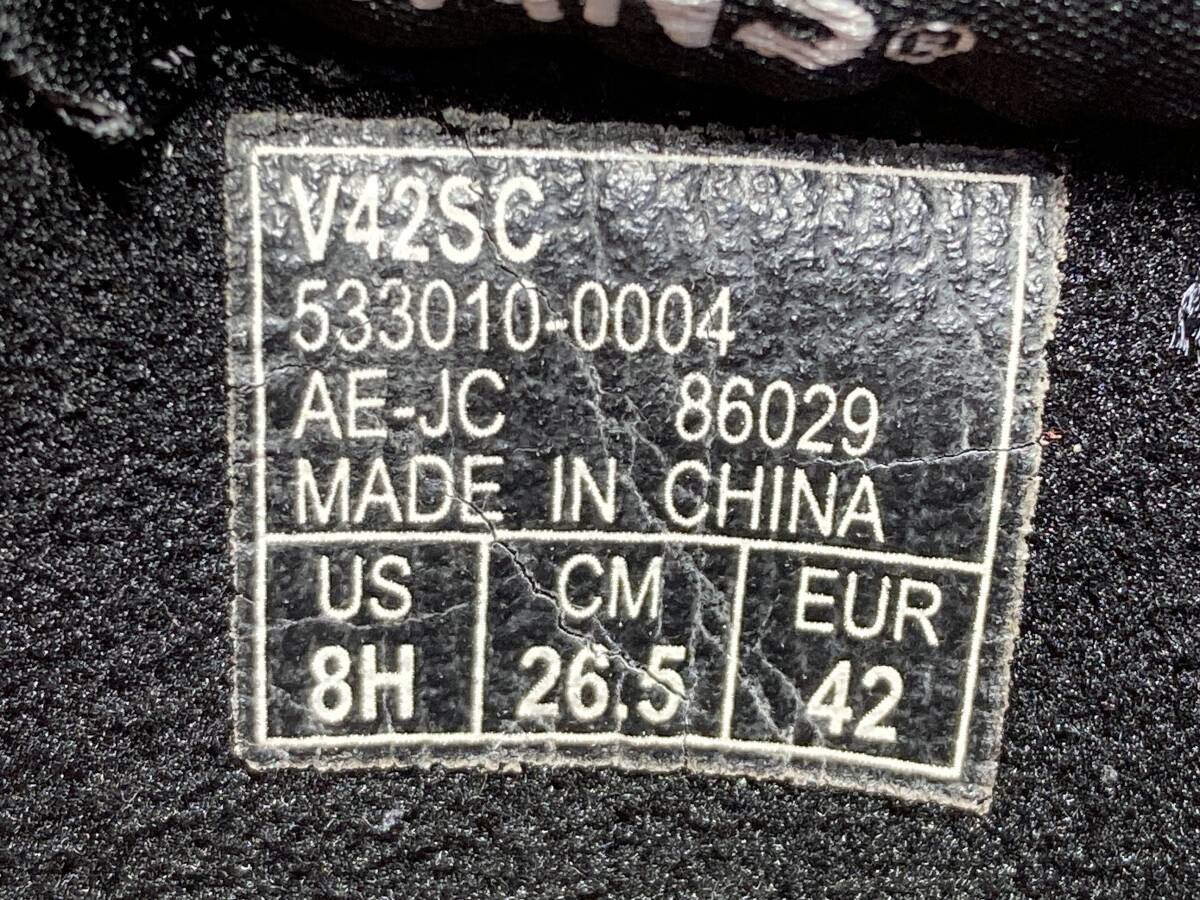 V42SC
533010-0004
AE-JC 86029
MADE IN CHINA
US CM EUR
8H 26.5 42